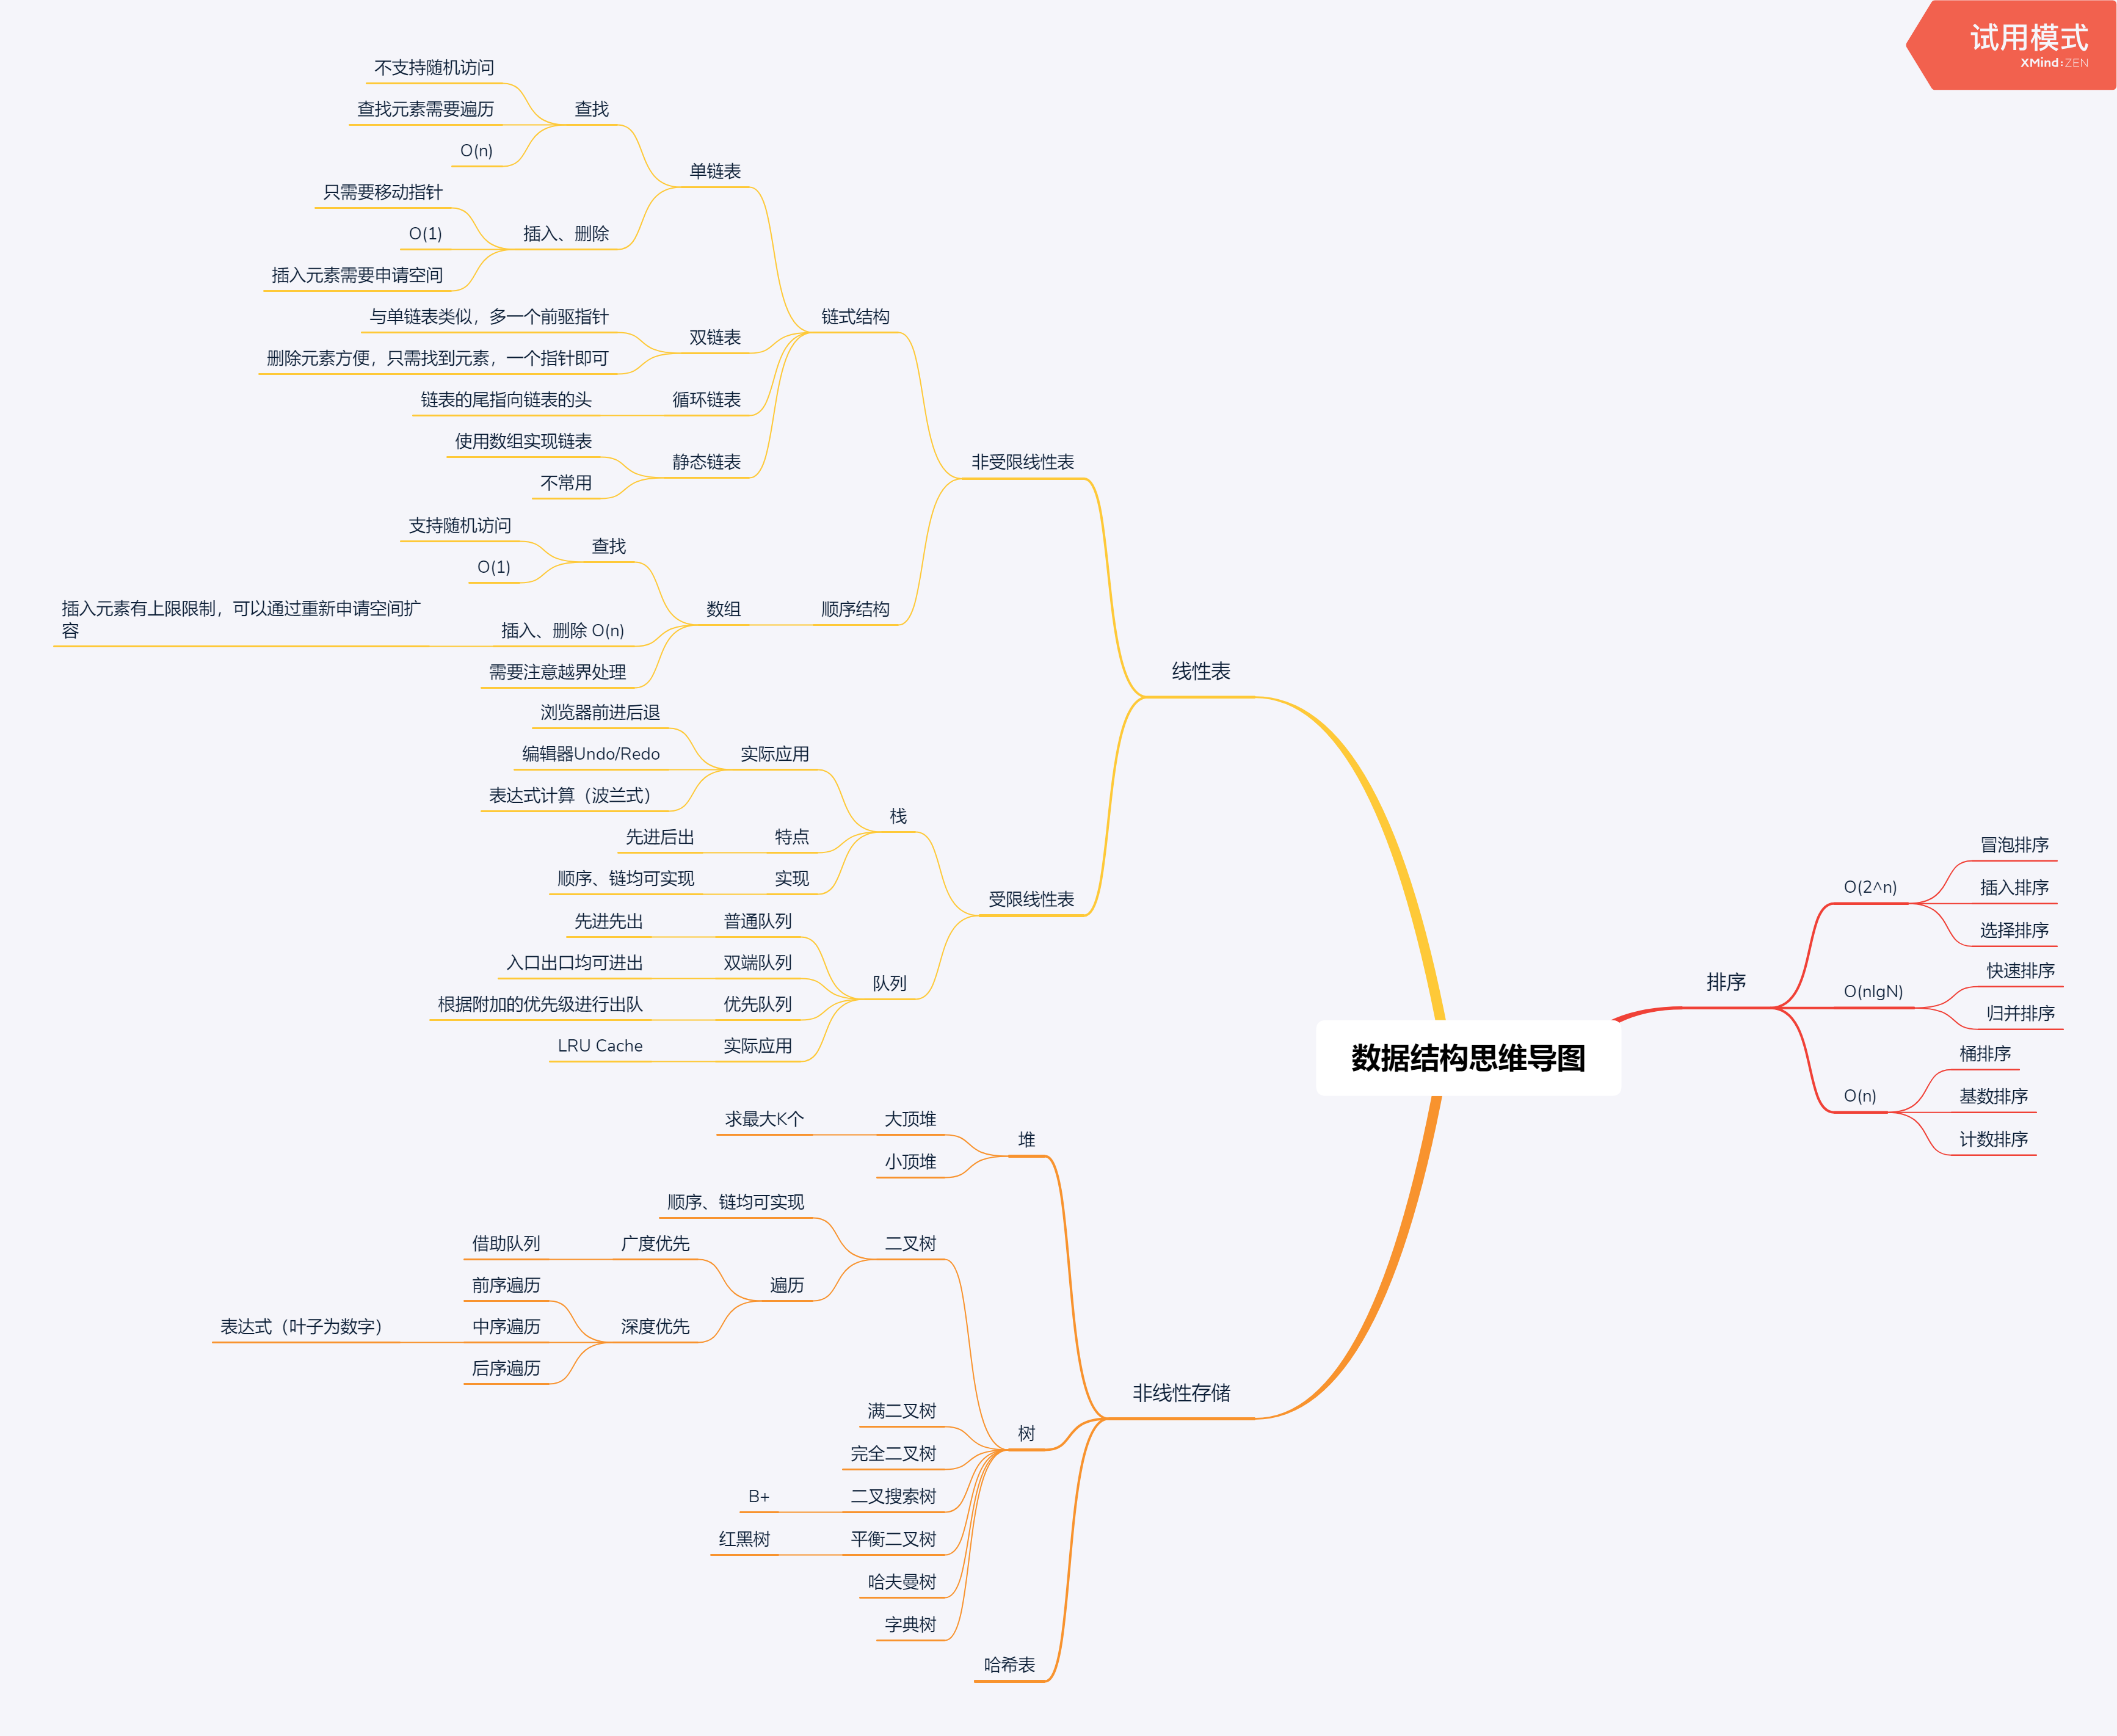 试用模式
XMind:ZEN
数据结构思维导图
线性表
非受限线性表
链式结构
单链表
查找
不支持随机访问
查找元素需要遍历
O(n)
插入、删除
只需要移动指针
O(1)
插入元素需要申请空间
双链表
与单链表类似，多一个前驱指针
删除元素方便，只需找到元素，一个指针即可
循环链表
链表的尾指向链表的头
静态链表
使用数组实现链表
不常用
顺序结构
数组
查找
支持随机访问
O(1)
插入、删除 O(n)
插入元素有上限限制，可以通过重新申请空间扩
容
需要注意越界处理
受限线性表
栈
实际应用
浏览器前进后退
编辑器Undo/Redo
表达式计算（波兰式）
特点
先进后出
实现
顺序、链均可实现
队列
普通队列
先进先出
双端队列
入口出口均可进出
优先队列
根据附加的优先级进行出队
实际应用
LRU Cache
非线性存储
堆
大顶堆
求最大K个
小顶堆
树
二叉树
顺序、链均可实现
遍历
广度优先
借助队列
深度优先
前序遍历
中序遍历
表达式（叶子为数字）
后序遍历
满二叉树
完全二叉树
二叉搜索树
B+
平衡二叉树
红黑树
哈夫曼树
字典树
哈希表
排序
O(2^n)
冒泡排序
插入排序
选择排序
O(nlgN)
快速排序
归并排序
O(n)
桶排序
基数排序
计数排序